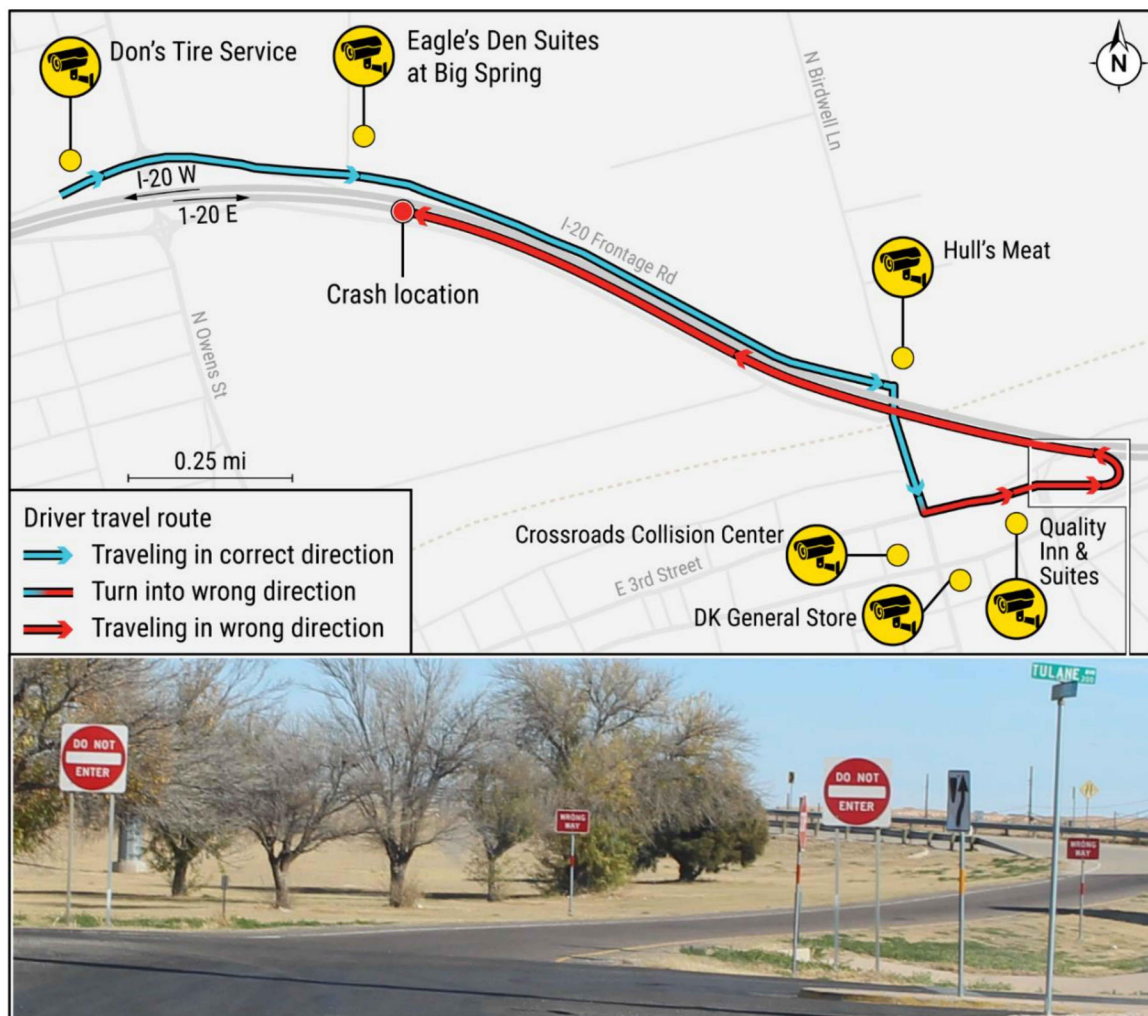 Don's Tire Service
Eagle's Den Suites
at Big Spring
N
N Birdwell Ln
I-20 W
1-20 E
I-20 Frontage Rd
Hull's Meat
Crash location
N Owens St
0.25 mi
Driver travel route
Traveling in correct direction
Turn into wrong direction
Traveling in wrong direction
Crossroads Collision Center
E 3rd Street
DK General Store
Quality
Inn &
Suites
TULANE AVE
300
DO NOT
ENTER
WRONG
WAY
DO NOT
ENTER
WRONG
WAY